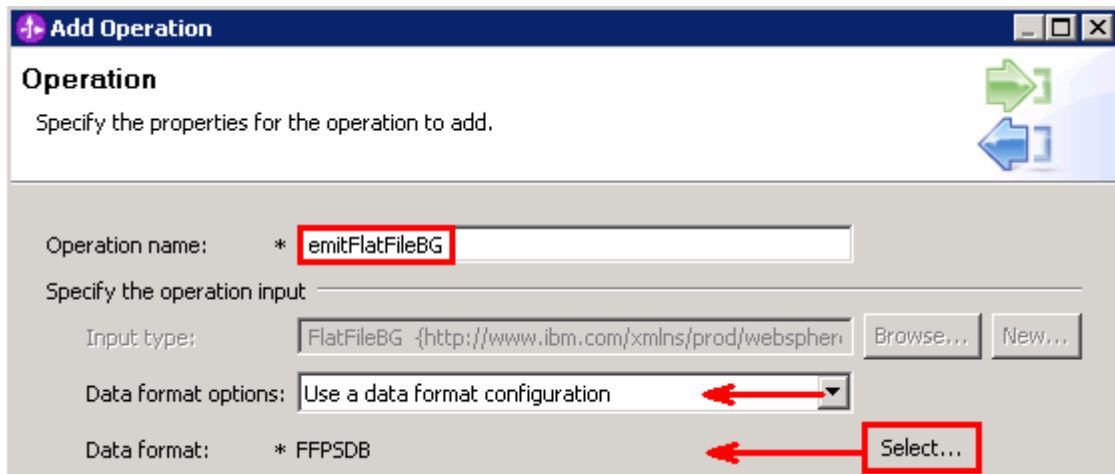 Add Operation
Operation
Specify the properties for the operation to add.
Operation name: * emitFlatFileBG
Specify the operation input
Input type: FlatFileBG {http://www.ibm.com/xmlns/prod/websphere Browse... New...
Data format options: Use a data format configuration
Data format: * FFPSDB Select...